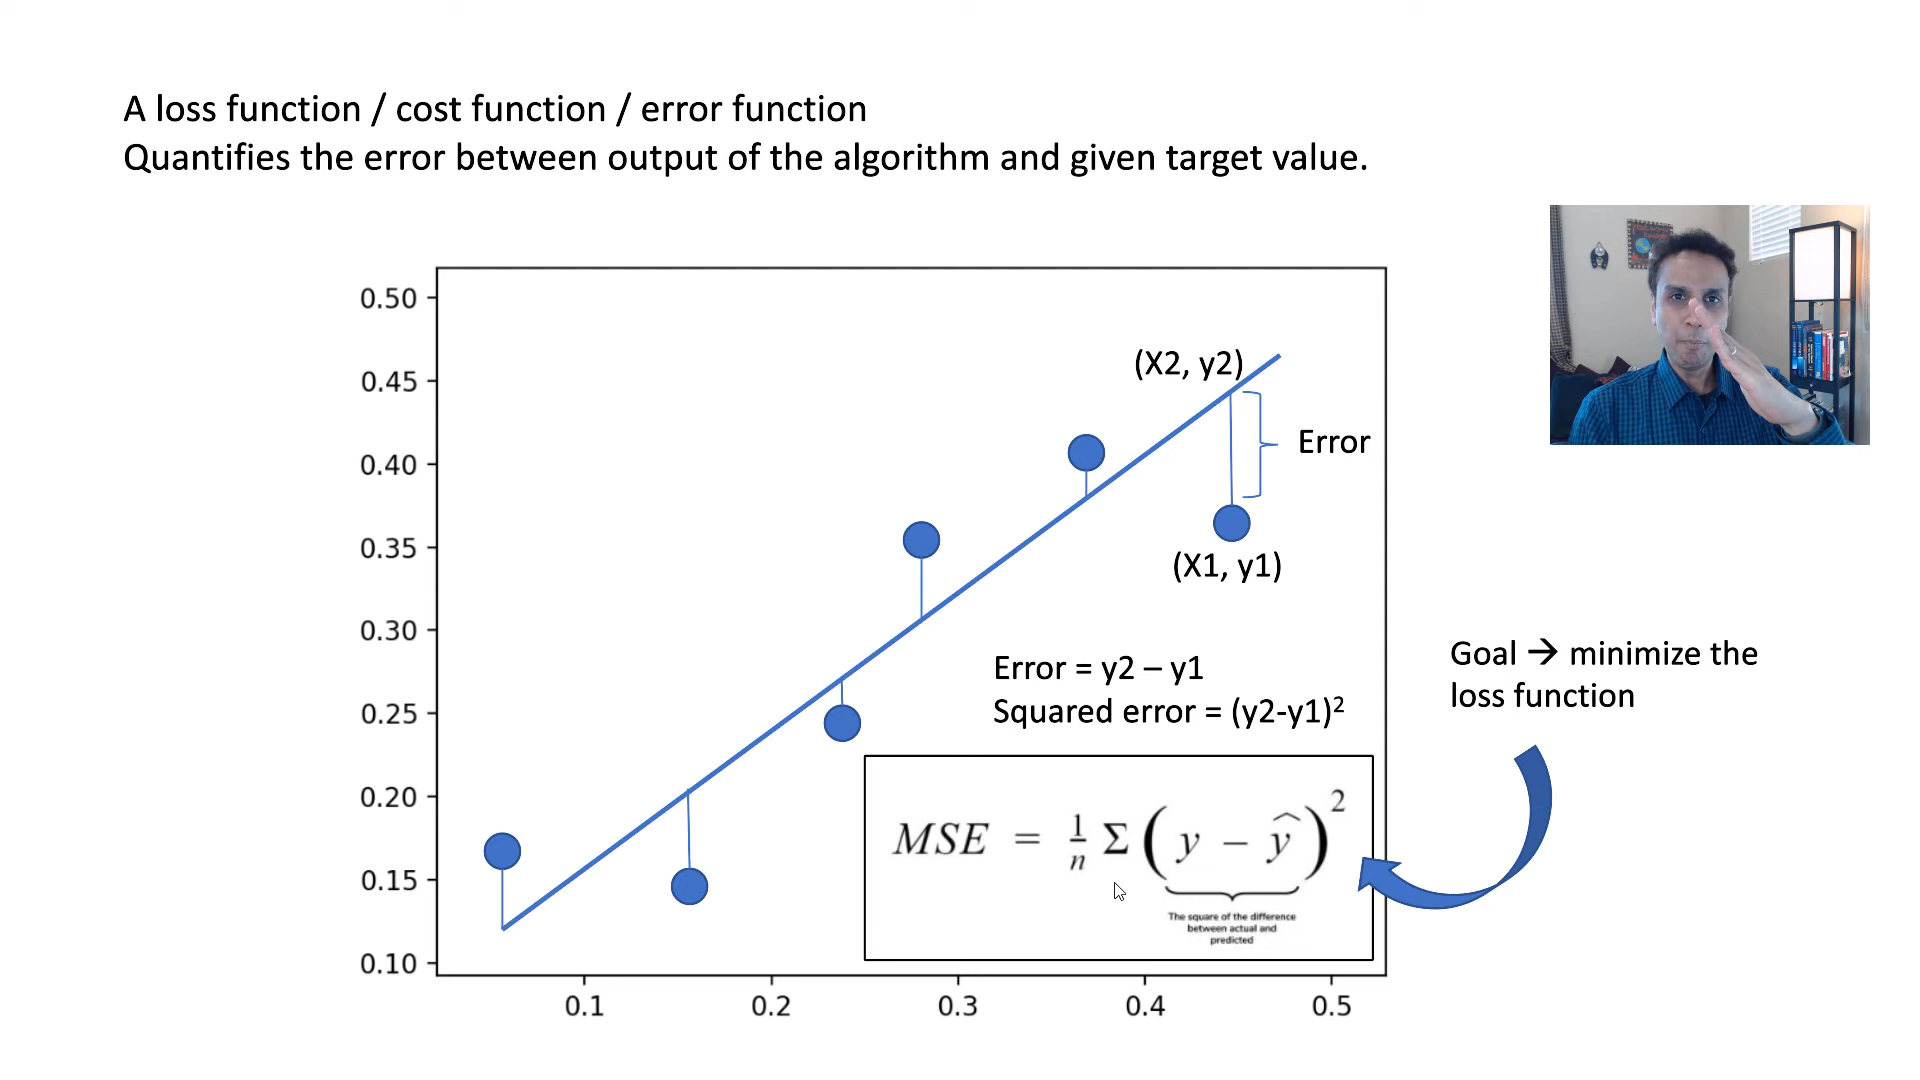 A loss function / cost function / error function
Quantifies the error between output of the algorithm and given target value.
0.50
0.45
0.40
0.35
0.30
0.25
0.20
0.15
0.10
(X2, y2)
Error
(X1, y1)
Error = y2 – y1
Squared error = (y2-y1)²
MSE = 1/n Σ (y − ŷ)²
The square of the difference
between actual and
predicted
0.1 0.2 0.3 0.4 0.5
Goal → minimize the
loss function